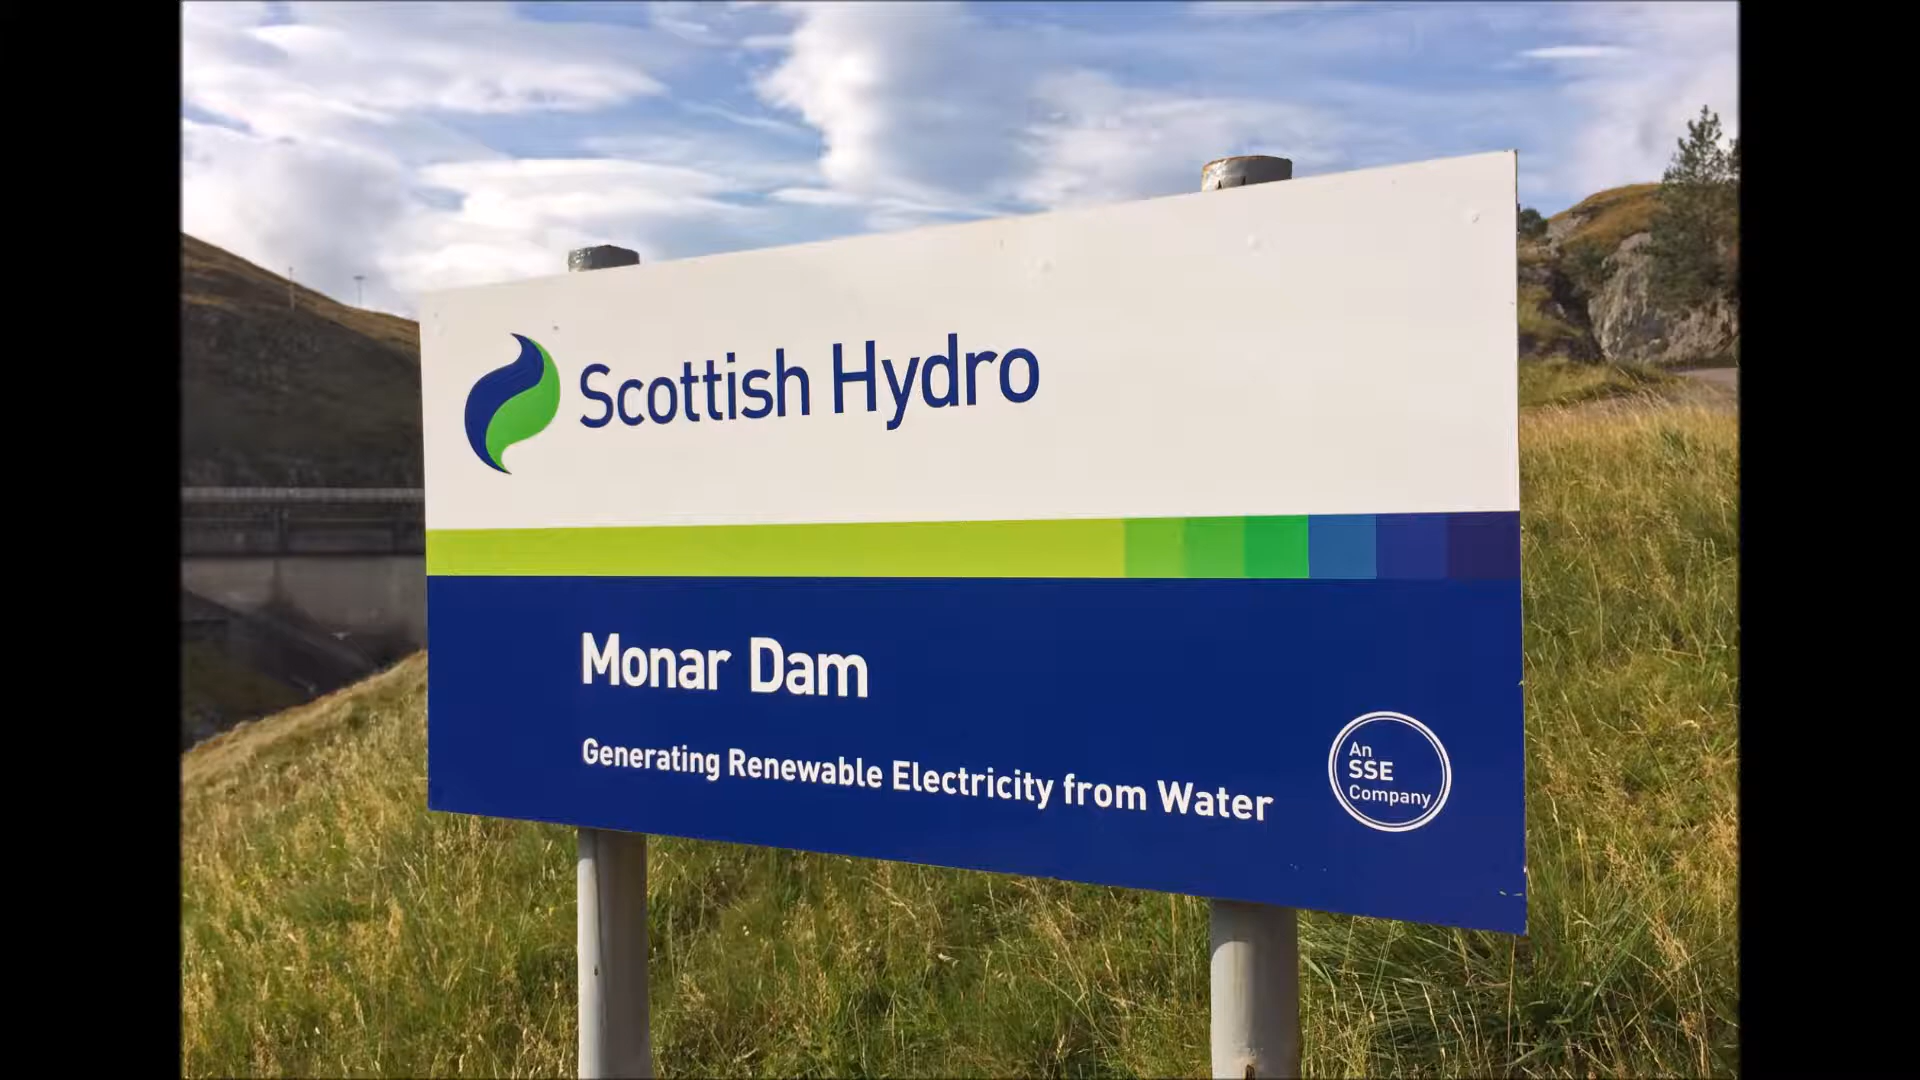 Scottish Hydro
Monar Dam
Generating Renewable Electricity from Water
An
SSE
Company